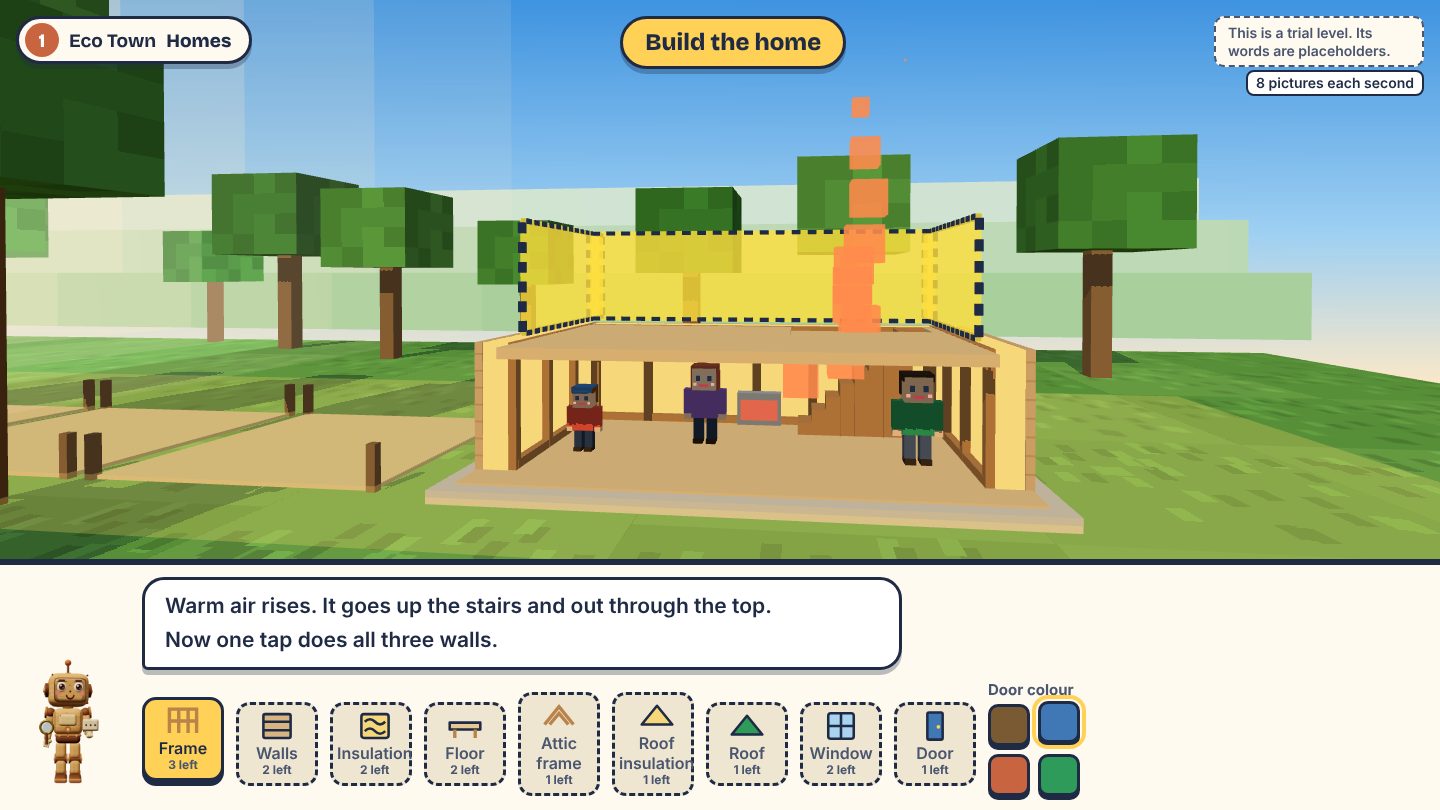 1 Eco Town Homes
Build the home
This is a trial level. Its
words are placeholders.
8 pictures each second
Warm air rises. It goes up the stairs and out through the top.
Now one tap does all three walls.
Door colour
Frame
3 left
Walls
2 left
Insulation
2 left
Floor
2 left
Attic
frame
1 left
Roof
insulation
1 left
Roof
1 left
Window
2 left
Door
1 left